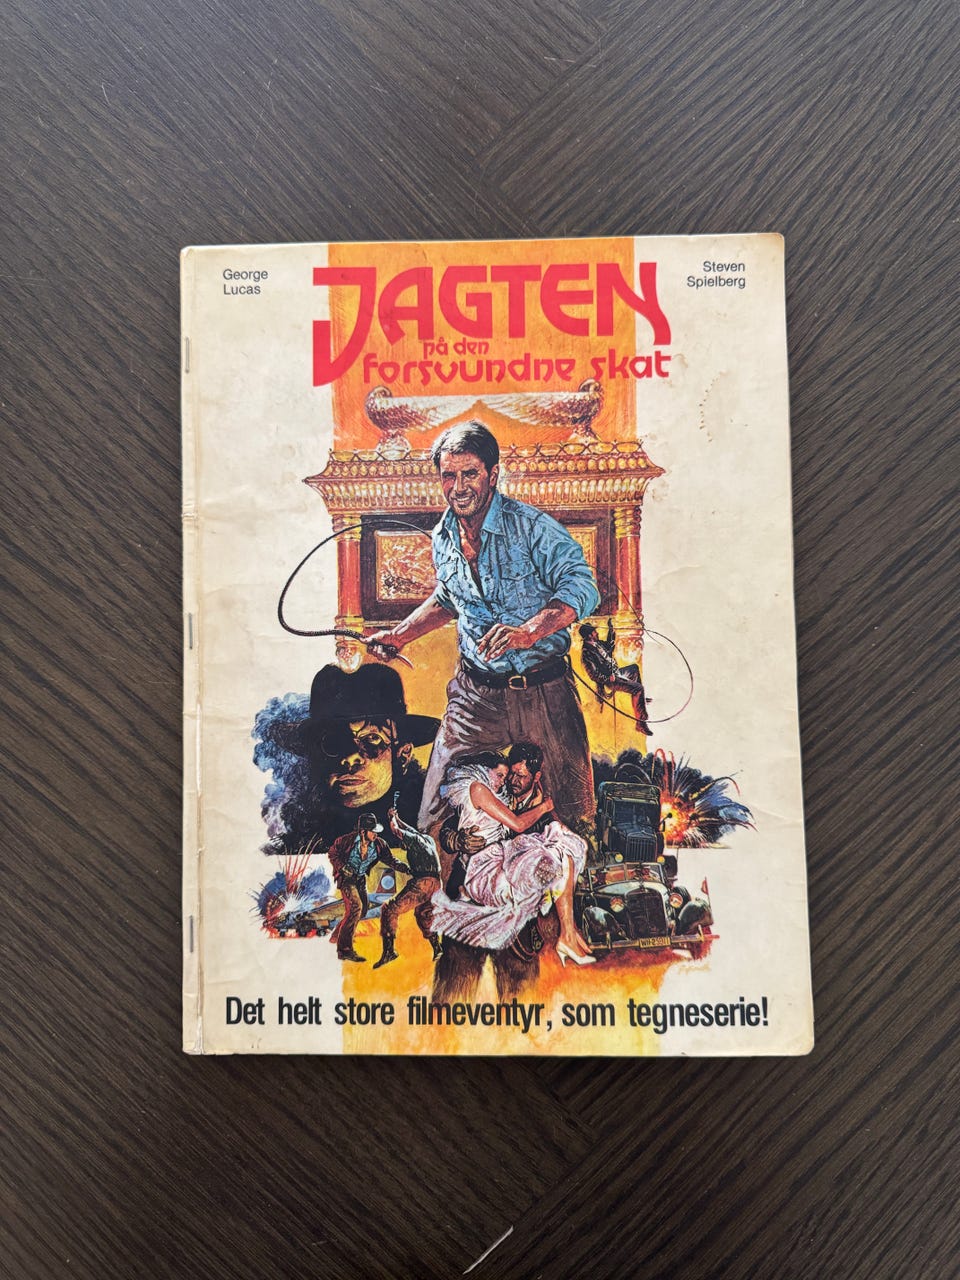 George
Lucas
Steven
Spielberg
JAGTEN
på den
forsvundne skat
Det helt store filmeventyr, som tegneserie!